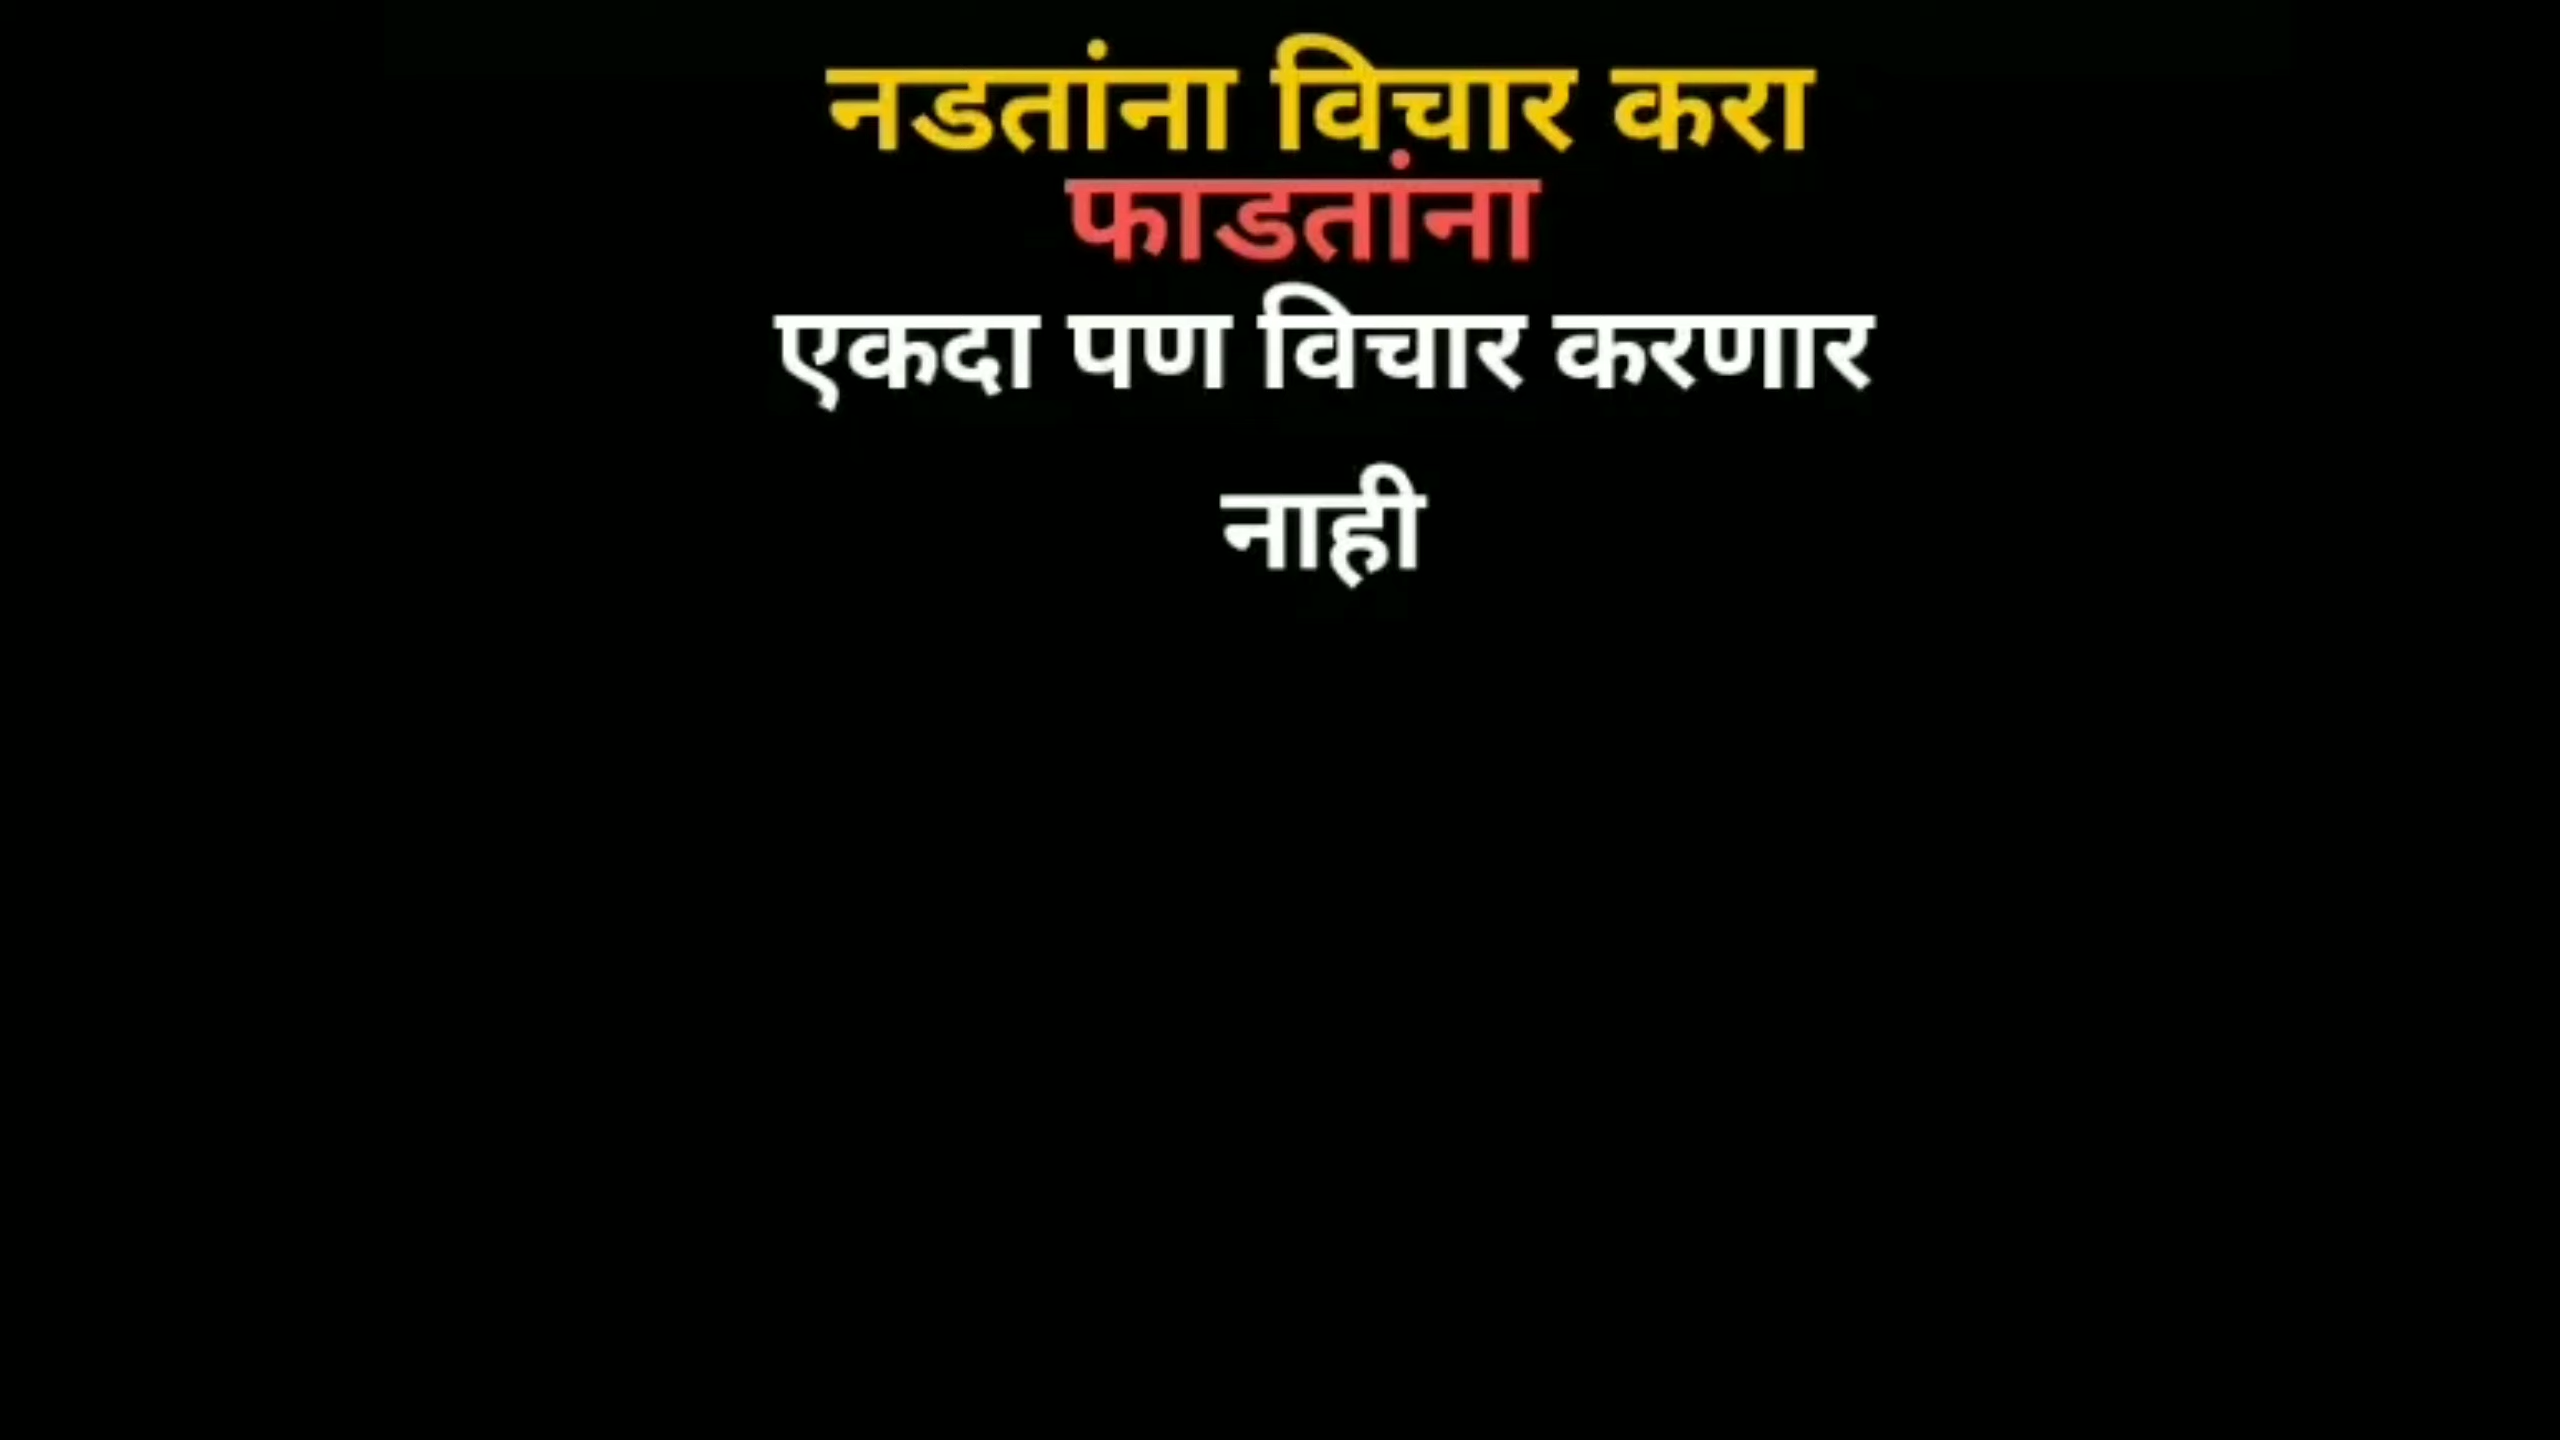 नडतांना विचार करा
फाडतांना
एकदा पण विचार करणार
नाही